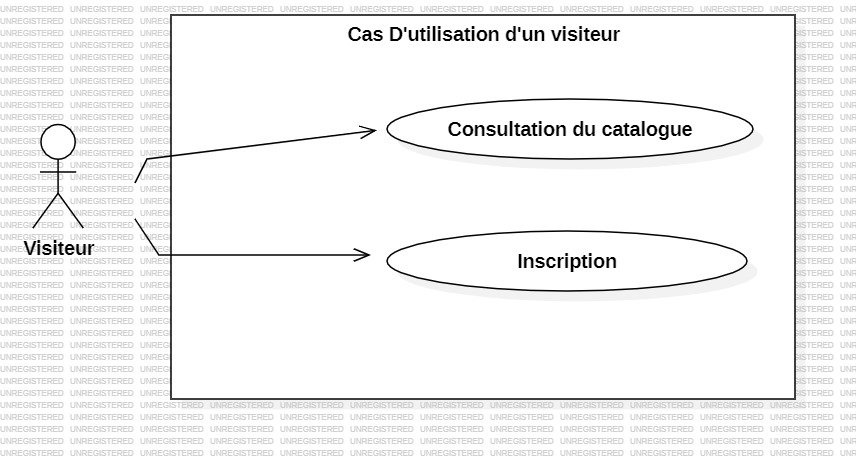 Cas D'utilisation d'un visiteur
Consultation du catalogue
Visiteur
Inscription
UNREGISTERED